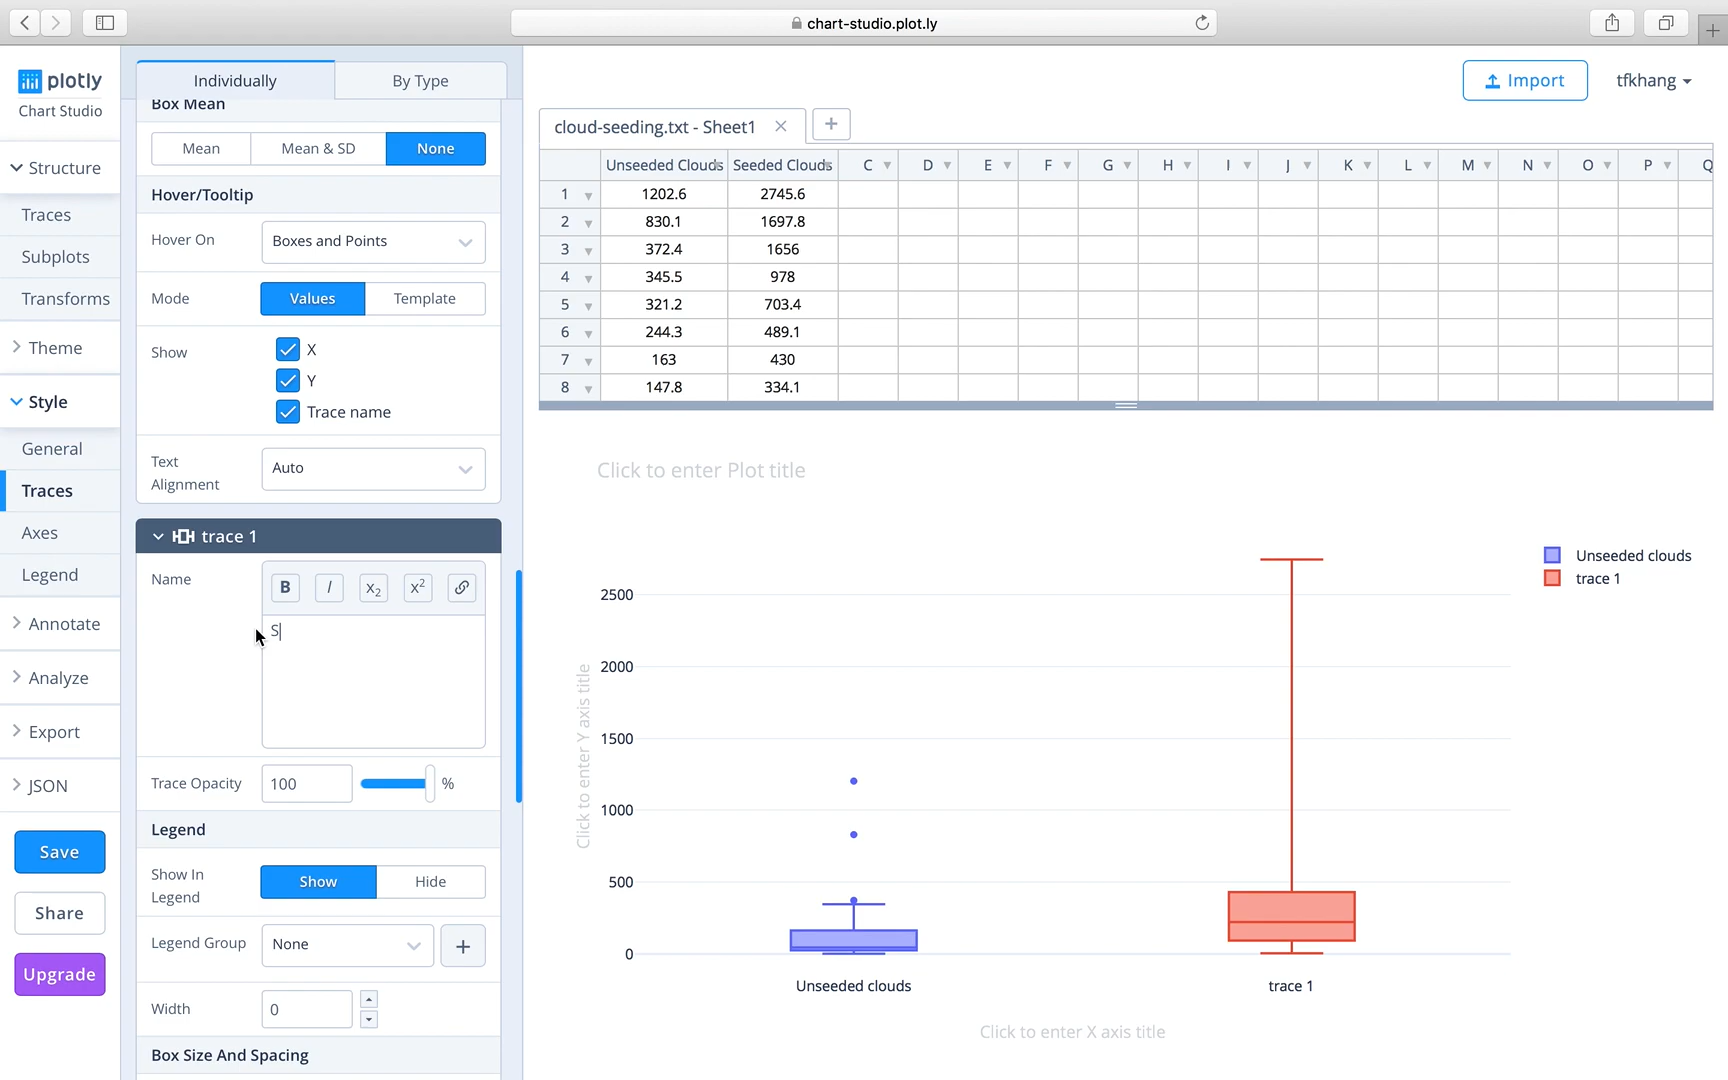 chart-studio.plot.ly
plotly
Chart Studio
Structure
Traces
Subplots
Transforms
Theme
Style
General
Traces
Axes
Legend
Annotate
Analyze
Export
JSON
Save
Share
Upgrade
Individually
By Type
Box Mean
Mean
Mean & SD
None
Hover/Tooltip
Hover On
Boxes and Points
Mode
Values
Template
Show
X
Y
Trace name
Text
Alignment
Auto
trace 1
Name
B
I
x2
x2
S
Trace Opacity
100
%
Legend
Show In
Legend
Show
Hide
Legend Group
None
+
Width
0
Box Size And Spacing
Import
tfkhang
cloud-seeding.txt - Sheet1
+
Unseeded Clouds Seeded Clouds C D E F G H I J K L M N O P Q
1 1202.6 2745.6
2 830.1 1697.8
3 372.4 1656
4 345.5 978
5 321.2 703.4
6 244.3 489.1
7 163 430
8 147.8 334.1
Click to enter Plot title
Unseeded clouds
trace 1
2500
2000
1500
1000
500
0
Click to enter Y axis title
Unseeded clouds
trace 1
Click to enter X axis title